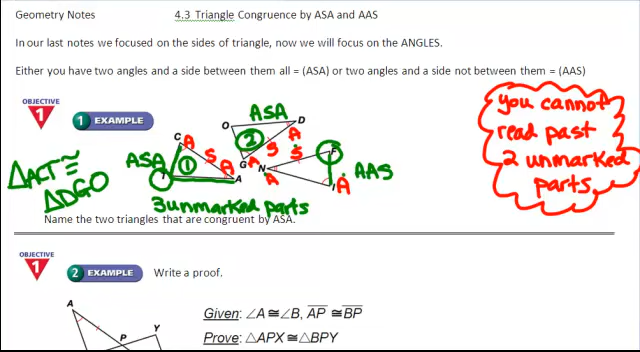 Geometry Notes 4.3 Triangle Congruence by ASA and AAS
In our last notes we focused on the sides of triangle, now we will focus on the ANGLES.
Either you have two angles and a side between them all = (ASA) or two angles and a side not between them = (AAS)
OBJECTIVE
1
1 EXAMPLE
ΔACT ≅
ΔDGO
ASA
C
A
S
A
1
T
A
ASA
O
D
2
A
S
A
G
N
S
A
F
I
A
AAS
3 unmarked parts
you cannot
read past
2 unmarked
parts.
Name the two triangles that are congruent by ASA.
OBJECTIVE
1
2 EXAMPLE Write a proof.
A
P
Y
Given: ∠A ≅ ∠B, AP ≅ BP
Prove: △APX ≅ △BPY